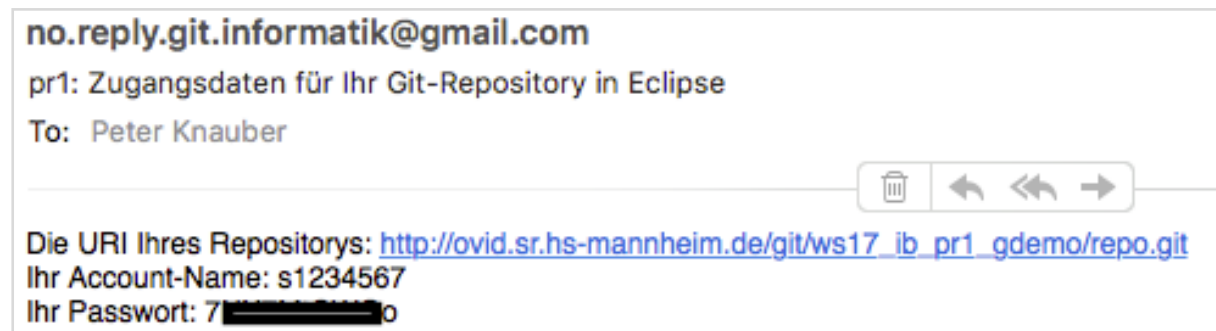 no.reply.git.informatik@gmail.com
pr1: Zugangsdaten für Ihr Git-Repository in Eclipse
To: Peter Knauber
Die URI Ihres Repositorys: http://ovid.sr.hs-mannheim.de/git/ws17_ib_pr1_gdemo/repo.git
Ihr Account-Name: s1234567
Ihr Passwort: